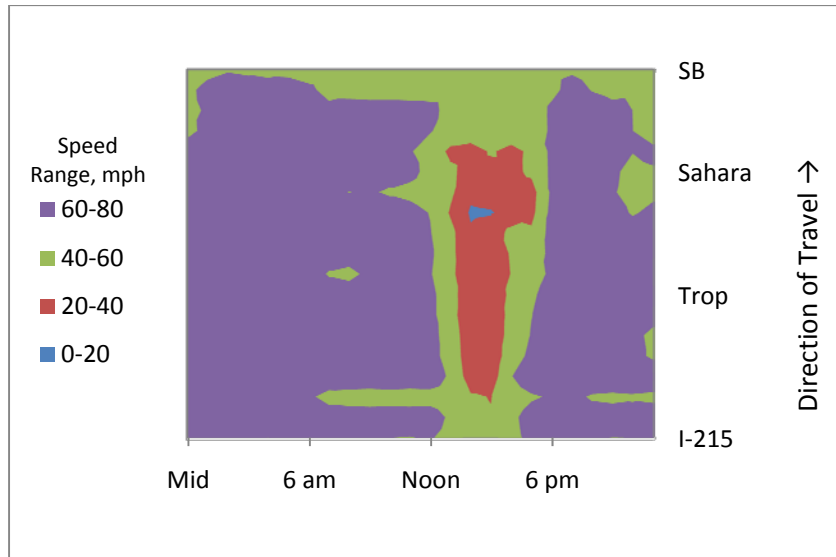 Speed
Range, mph
60-80
40-60
20-40
0-20
SB
Sahara
Trop
I-215
Direction of Travel →
Mid
6 am
Noon
6 pm